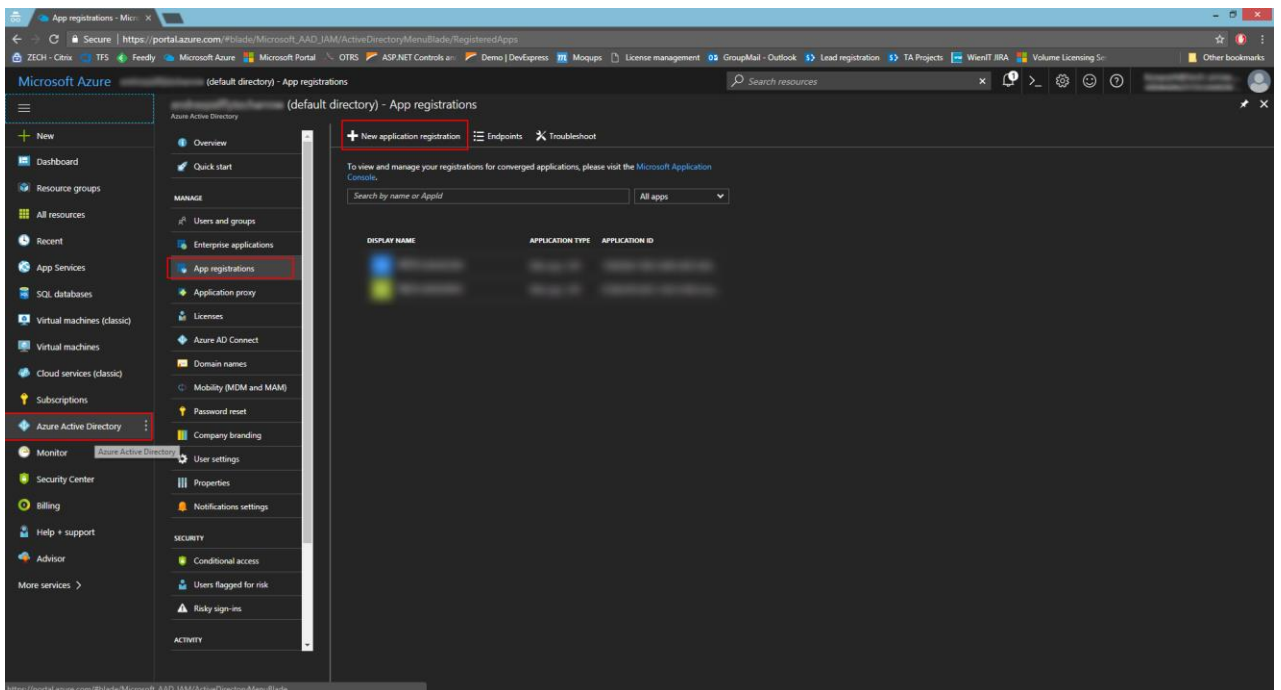 App registrations - Micr
Secure | https://portal.azure.com/#blade/Microsoft_AAD_IAM/ActiveDirectoryMenuBlade/RegisteredApps
ZECH - Citrix TFS Feedly Microsoft Azure Microsoft Portal OTRS ASP.NET Controls an Demo | DevExpress Moqups License management GroupMail - Outlook Lead registration TA Projects WienIT JIRA Volume Licensing Se Other bookmarks
Microsoft Azure (default directory) - App registrations Search resources
(default directory) - App registrations
Azure Active Directory
New
Dashboard
Resource groups
All resources
Recent
App Services
SQL databases
Virtual machines (classic)
Virtual machines
Cloud services (classic)
Subscriptions
Azure Active Directory
Monitor
Azure Active Directory
Security Center
Billing
Help + support
Advisor
More services >
Overview
Quick start
MANAGE
Users and groups
Enterprise applications
App registrations
Application proxy
Licenses
Azure AD Connect
Domain names
Mobility (MDM and MAM)
Password reset
Company branding
User settings
Properties
Notifications settings
SECURITY
Conditional access
Users flagged for risk
Risky sign-ins
ACTIVITY
New application registration Endpoints Troubleshoot
To view and manage your registrations for converged applications, please visit the Microsoft Application
Console.
Search by name or AppId All apps
DISPLAY NAME APPLICATION TYPE APPLICATION ID
https://portal.azure.com/#blade/Microsoft_AAD_IAM/ActiveDirectoryMenuBlade